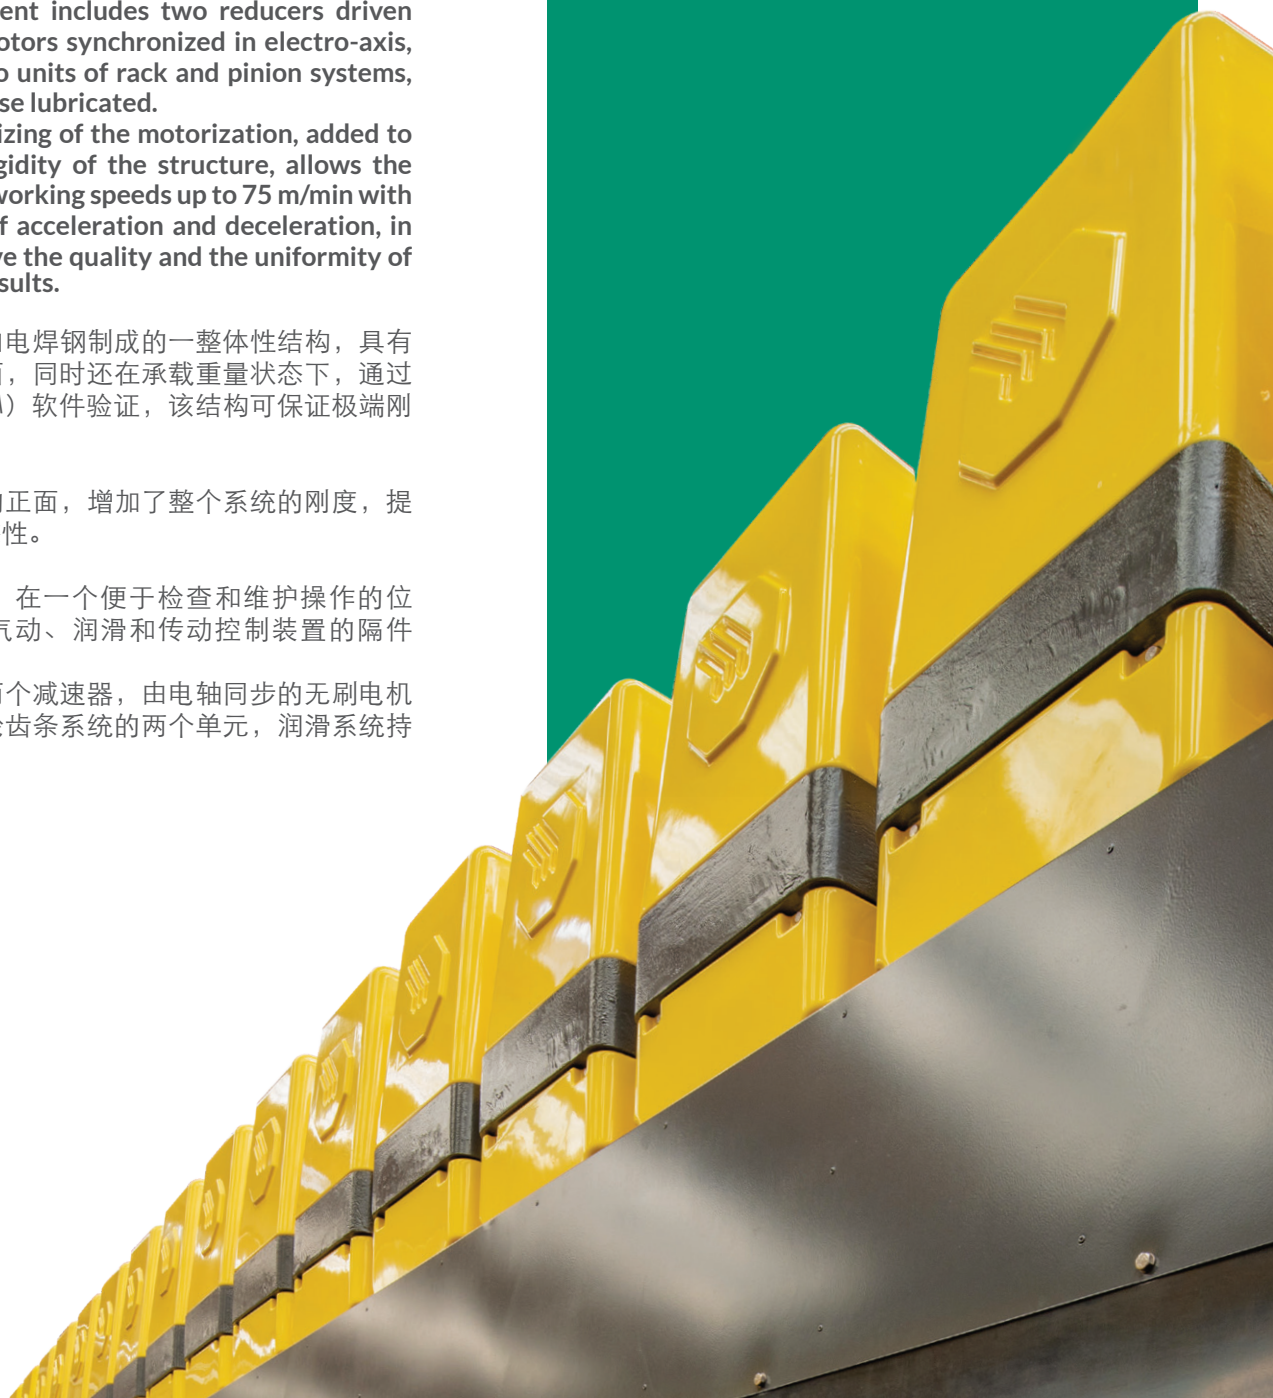 ent includes two reducers driven
otors synchronized in electro-axis,
o units of rack and pinion systems,
se lubricated.
izing of the motorization, added to
gidity of the structure, allows the
working speeds up to 75 m/min with
f acceleration and deceleration, in
ve the quality and the uniformity of
sults.
电焊钢制成的一整体性结构，具有
，同时还在承载重量状态下，通过
）软件验证，该结构可保证极端刚
正面，增加了整个系统的刚度，提
性。
在一个便于检查和维护操作的位
气动、润滑和传动控制装置的隔件
两个减速器，由电轴同步的无刷电机
齿条系统的两个单元，润滑系统持